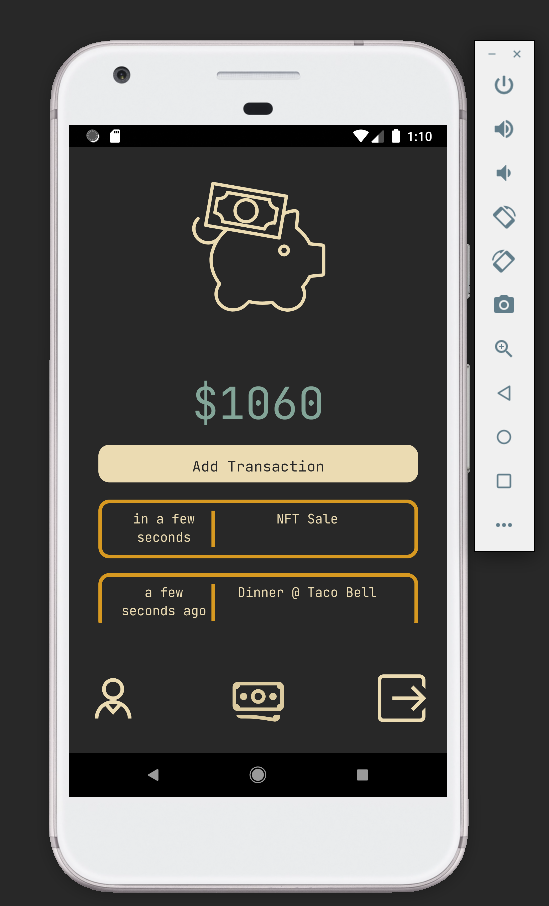 1:10
$1060
Add Transaction
in a few
seconds
NFT Sale
a few
seconds ago
Dinner @ Taco Bell